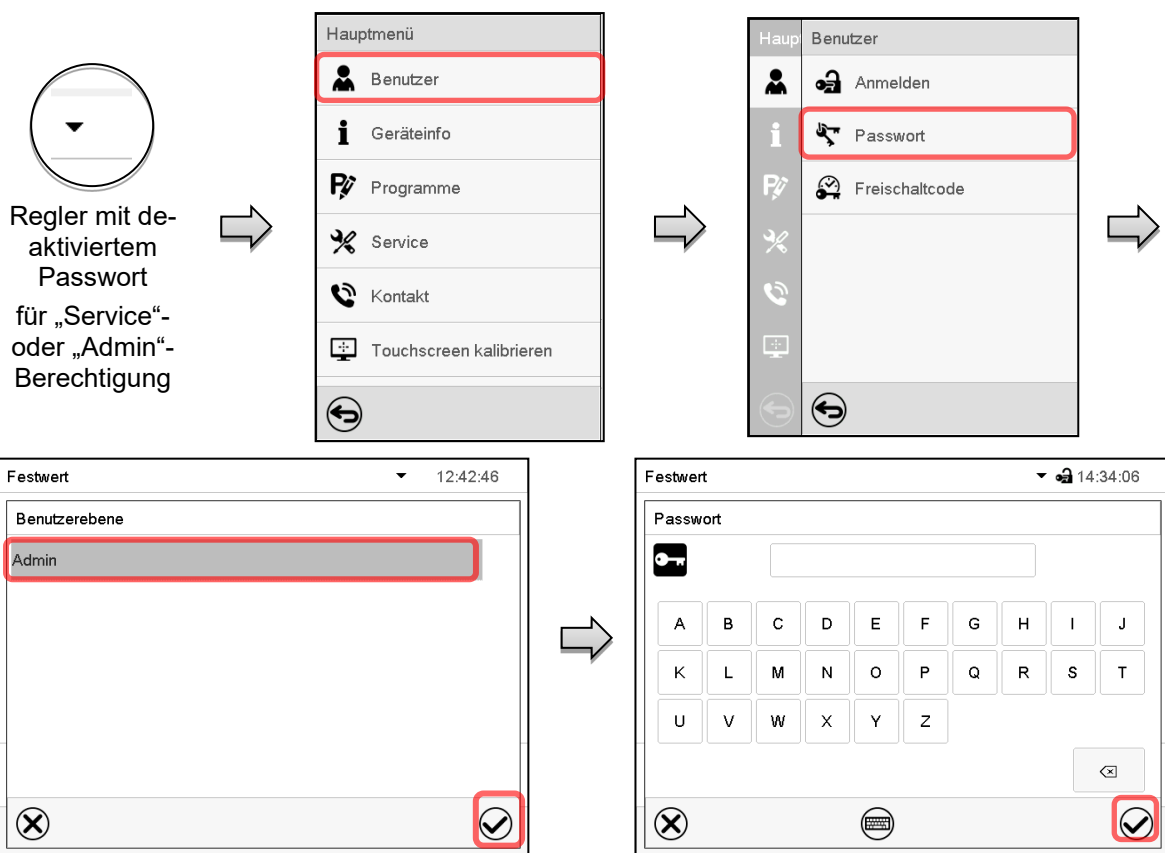 Regler mit de-
aktiviertem
Passwort
für „Service“-
oder „Admin“-
Berechtigung
Hauptmenü
Benutzer
Geräteinfo
Programme
Service
Kontakt
Touchscreen kalibrieren
Haup
Benutzer
Anmelden
Passwort
Freischaltcode
Festwert 12:42:46
Benutzerebene
Admin
Festwert 14:34:06
Passwort
A B C D E F G H I J
K L M N O P Q R S T
U V W X Y Z